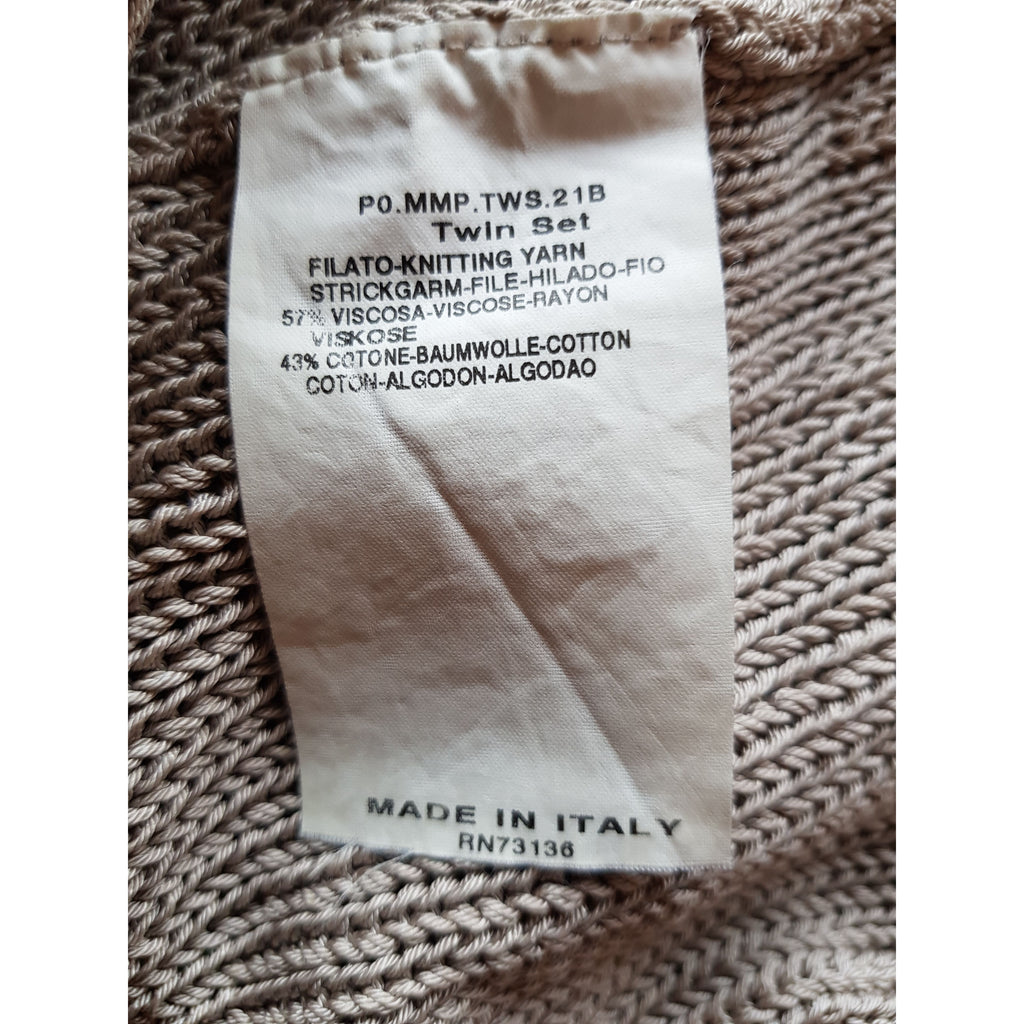 P0.MMP.TWS.21B
Twin Set
FILATO-KNITTING YARN
STRICKGARM-FILE-HILADO-FIO
57% VISCOSA-VISCOSE-RAYON
VISKOSE
43% COTONE-BAUMWOLLE-COTTON
COTON-ALGODON-ALGODAO
MADE IN ITALY
RN73136